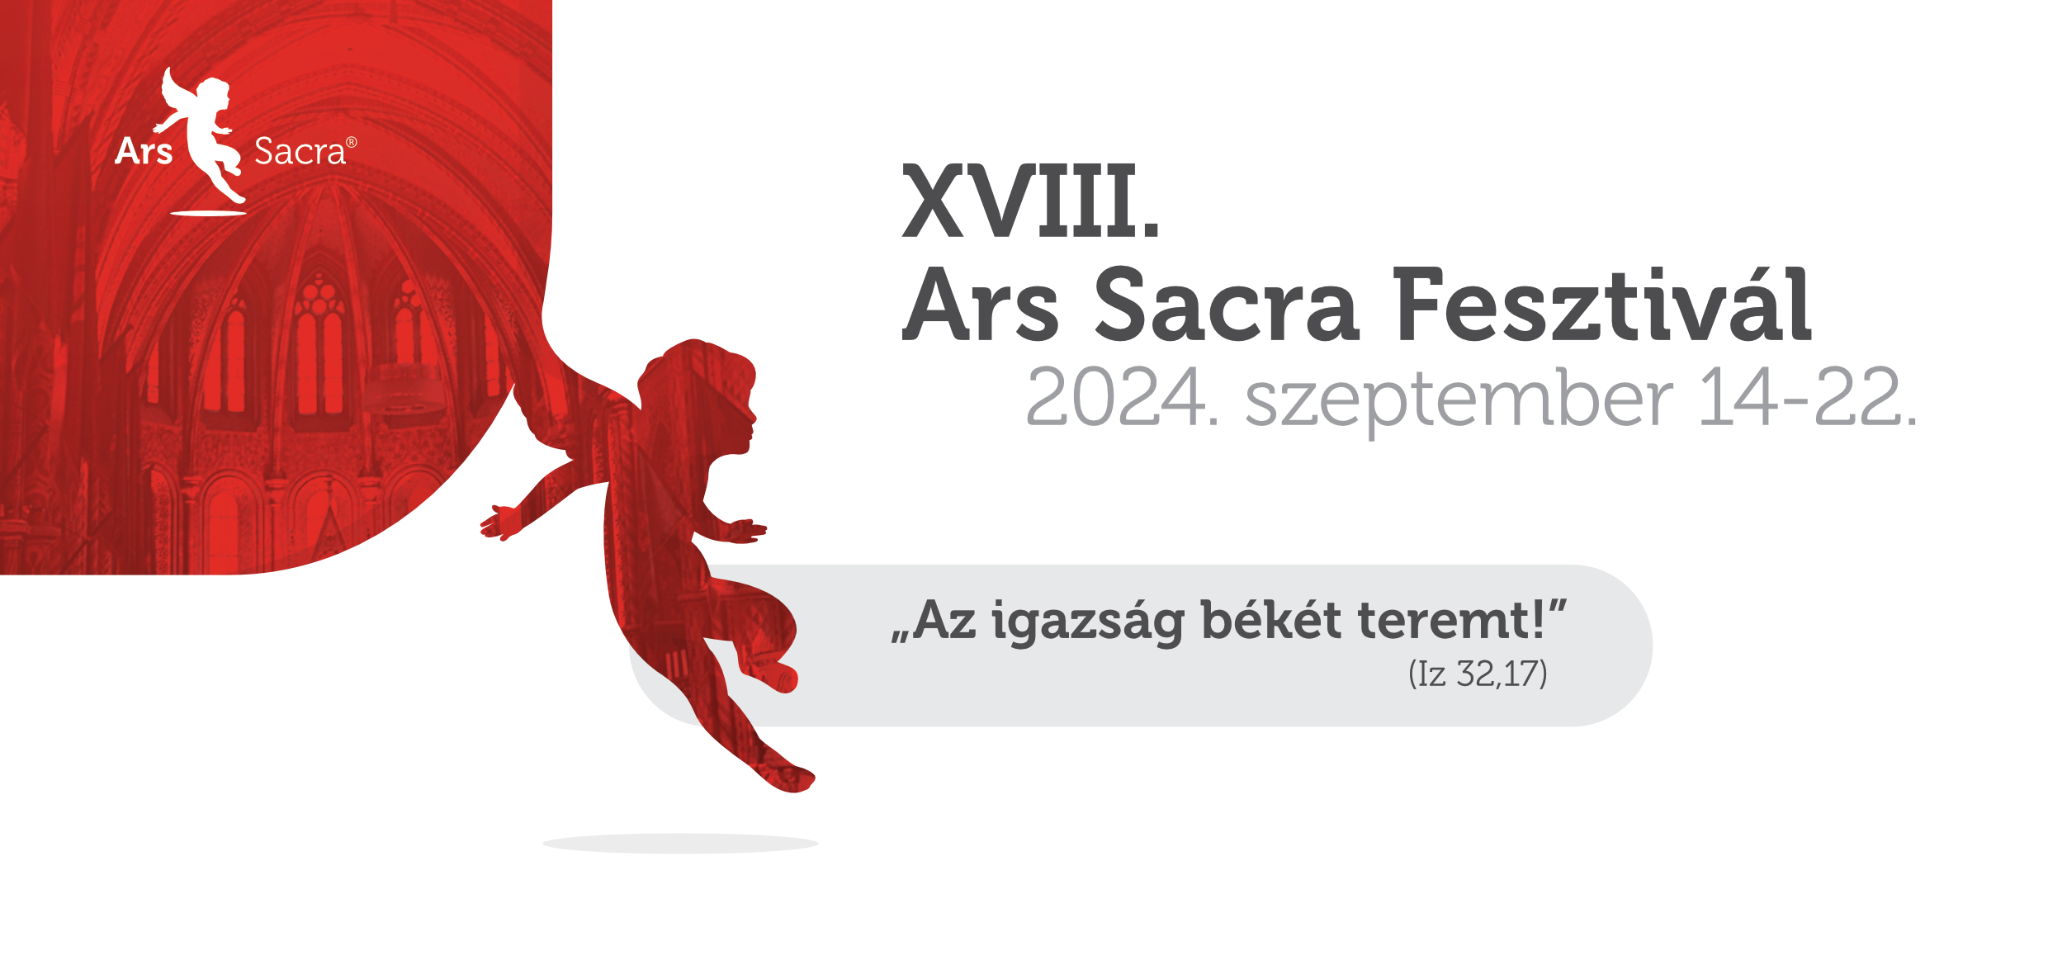 Ars Sacra®
XVIII.
Ars Sacra Fesztivál
2024. szeptember 14-22.
„Az igazság békét teremt!”
(Iz 32,17)